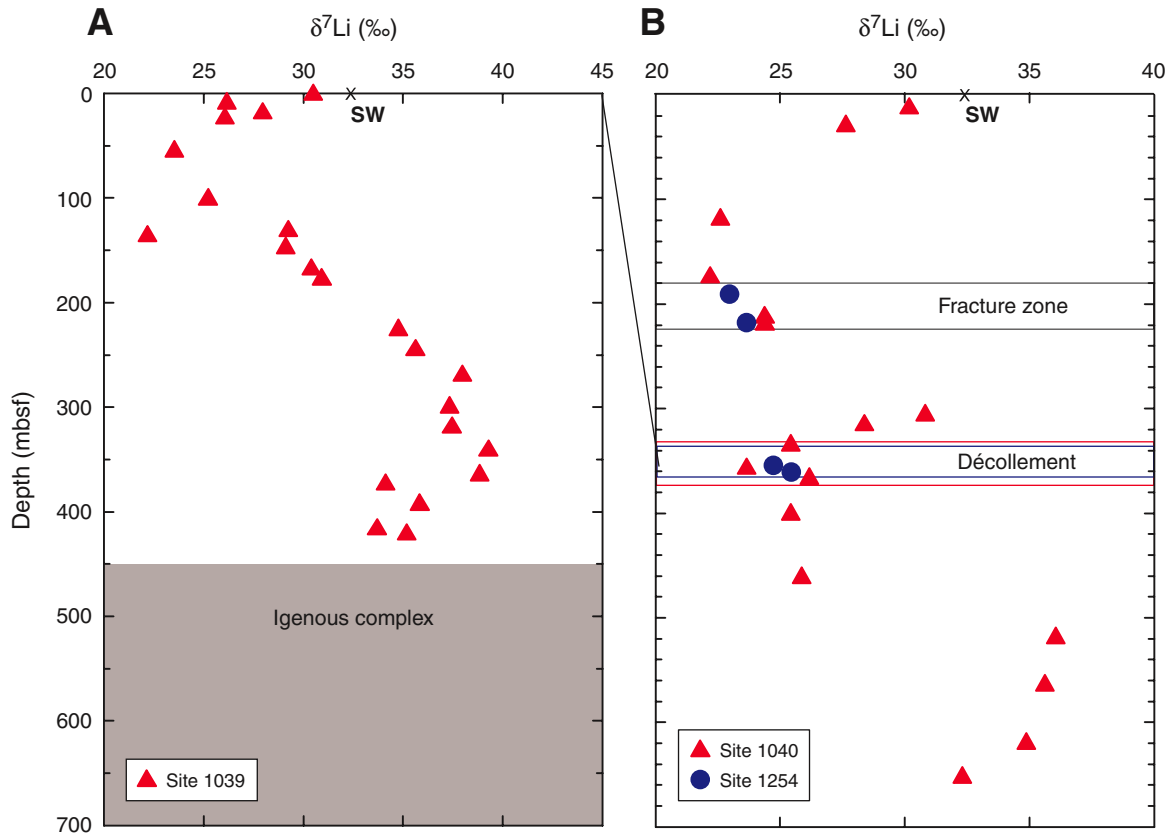 A
δ⁷Li (‰)
20 25 30 35 40 45
SW
0
100
200
300
400
500
600
700
Depth (mbsf)
Igenous complex
Site 1039
B
δ⁷Li (‰)
20 25 30 35 40
SW
Fracture zone
Décollement
Site 1040
Site 1254